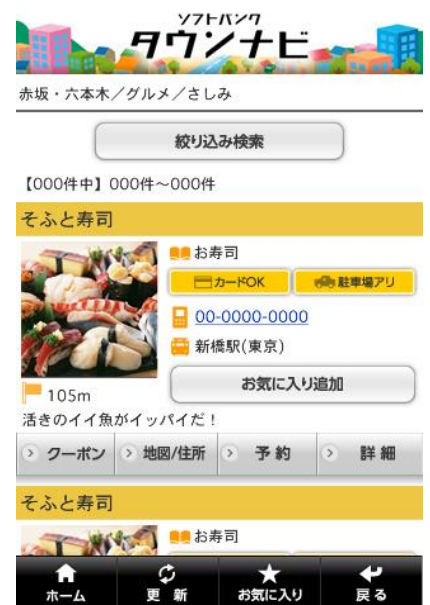 ソフトバンク
タウンナビ
赤坂・六本木/グルメ/さしみ
絞り込み検索
【000件中】000件~000件
そふと寿司
お寿司
カードOK 駐車場アリ
00-0000-0000
新橋駅(東京)
お気に入り追加
105m
活きのイイ魚がイッパイだ!
クーポン 地図/住所 予約 詳細
そふと寿司
お寿司
ホーム 更新 お気に入り 戻る